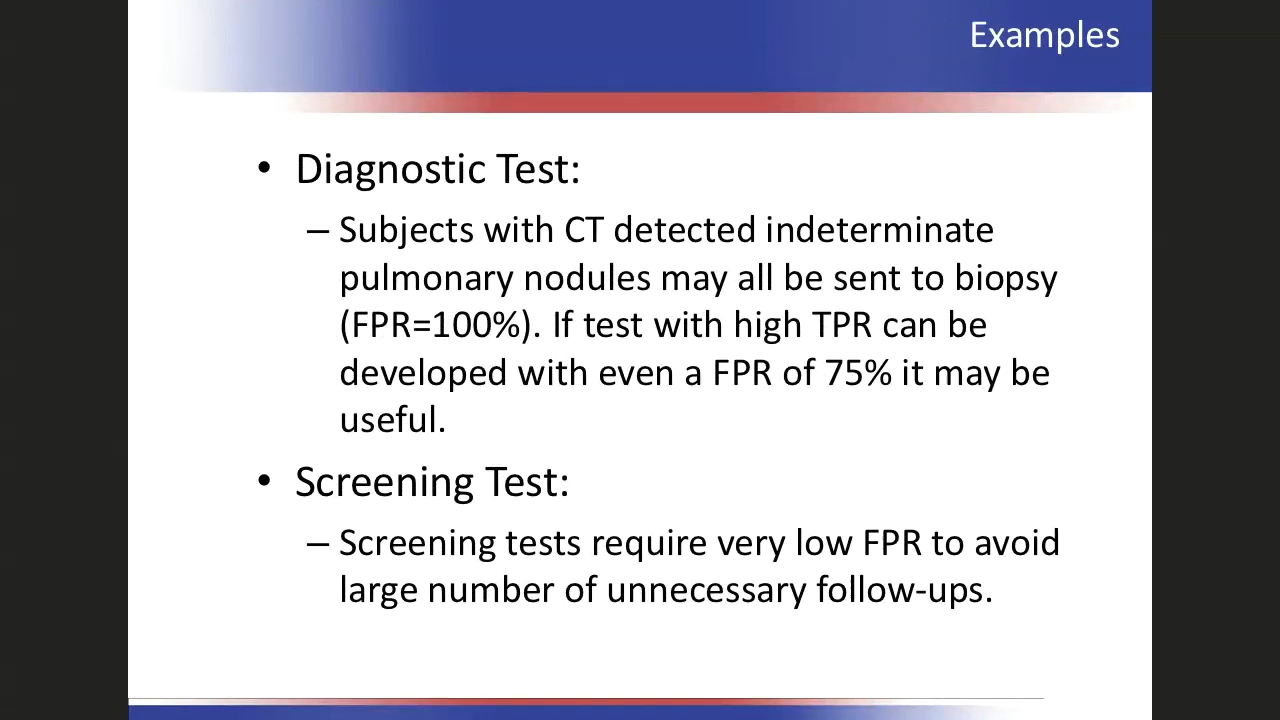 Examples
• Diagnostic Test:
– Subjects with CT detected indeterminate
pulmonary nodules may all be sent to biopsy
(FPR=100%). If test with high TPR can be
developed with even a FPR of 75% it may be
useful.
• Screening Test:
– Screening tests require very low FPR to avoid
large number of unnecessary follow-ups.